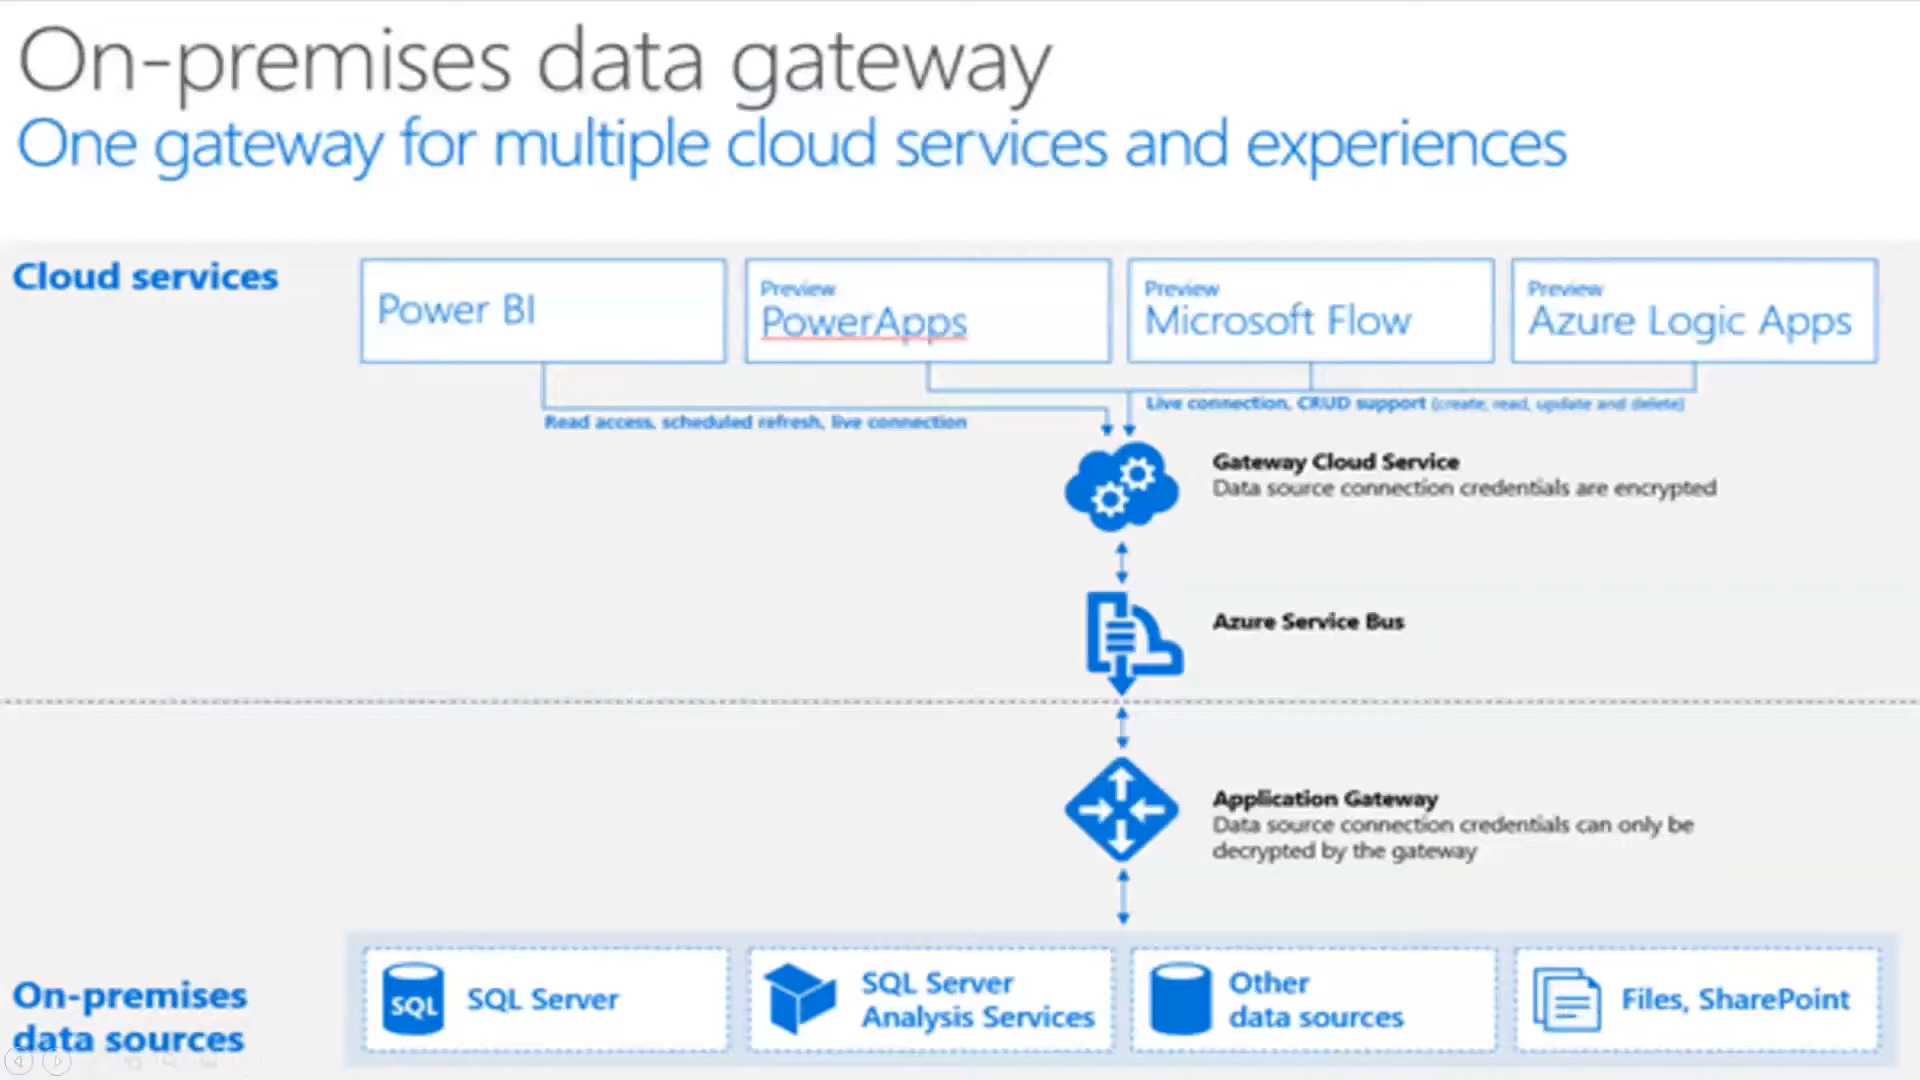 On-premises data gateway
One gateway for multiple cloud services and experiences
Cloud services
Power BI
Preview
PowerApps
Preview
Microsoft Flow
Preview
Azure Logic Apps
Read access, scheduled refresh, live connection
Live connection, CRUD support (create, read, update and delete)
Gateway Cloud Service
Data source connection credentials are encrypted
Azure Service Bus
Application Gateway
Data source connection credentials can only be
decrypted by the gateway
On-premises
data sources
SQL
SQL Server
SQL Server
Analysis Services
Other
data sources
Files, SharePoint